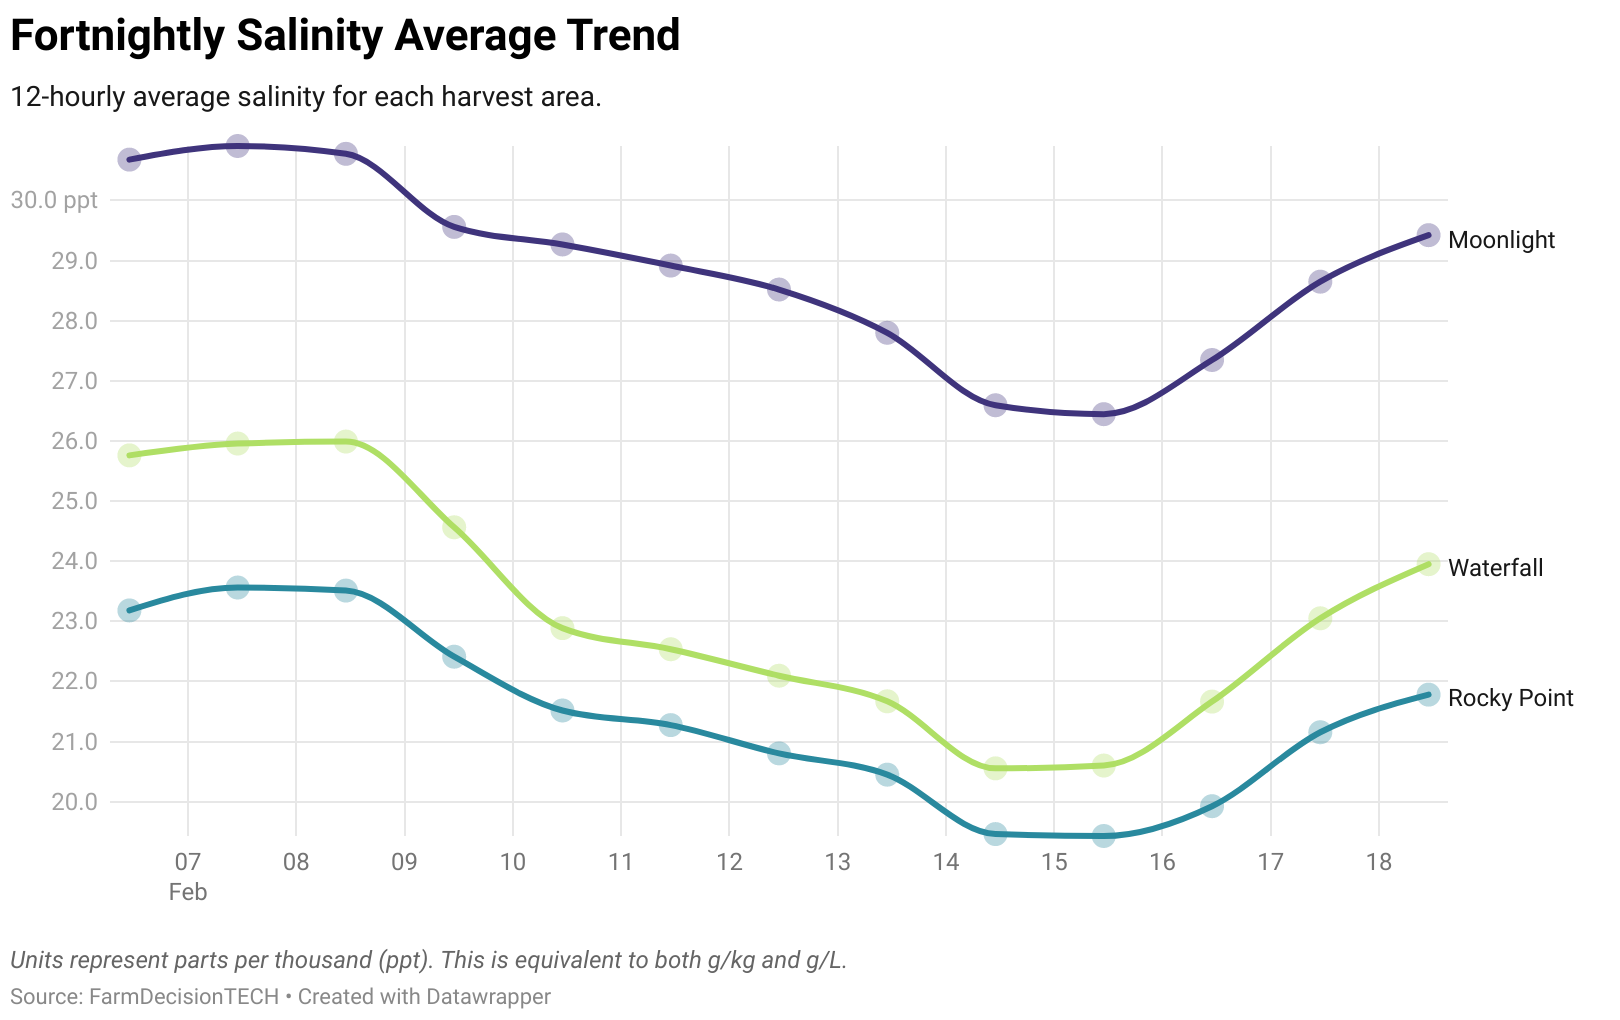 Fortnightly Salinity Average Trend
12-hourly average salinity for each harvest area.
30.0 ppt
29.0
28.0
27.0
26.0
25.0
24.0
23.0
22.0
21.0
20.0
Moonlight
Waterfall
Rocky Point
07 08 09 10 11 12 13 14 15 16 17 18
Feb
Units represent parts per thousand (ppt). This is equivalent to both g/kg and g/L.
Source: FarmDecisionTECH • Created with Datawrapper